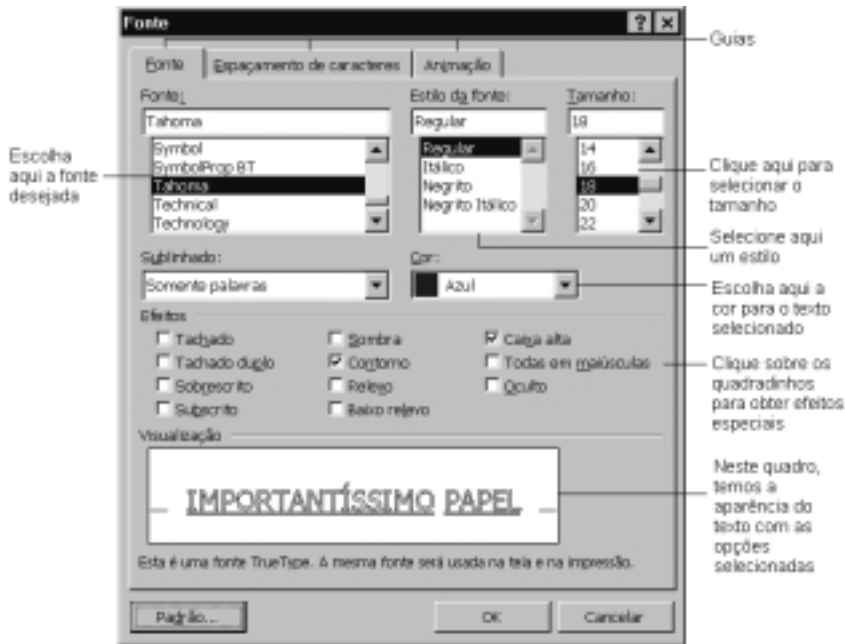 Fonte
Guias
Fonte
Espaçamento de caracteres
Animação
Fonte:
Estilo da fonte:
Tamanho:
Tahoma
Regular
18
Symbol
SymbolProp BT
Tahoma
Technical
Technology
Regular
Itálico
Negrito
Negrito Itálico
14
16
18
20
22
Escolha
aqui a fonte
desejada
Clique aqui para
selecionar o
tamanho
Selecione aqui
um estilo
Sublinhado:
Cor:
Somente palavras
Azul
Escolha aqui a
cor para o texto
selecionado
Efeitos
Tachado
Sombra
Caixa alta
Tachado duplo
Contorno
Todas em maiúsculas
Sobrescrito
Relevo
Oculto
Subscrito
Baixo relevo
Clique sobre os
quadradinhos
para obter efeitos
especiais
Visualização
IMPORTANTÍSSIMO PAPEL
Neste quadro,
temos a
aparência do
texto com as
opções
selecionadas
Esta é uma fonte TrueType. A mesma fonte será usada na tela e na impressão.
Padrão...
OK
Cancelar